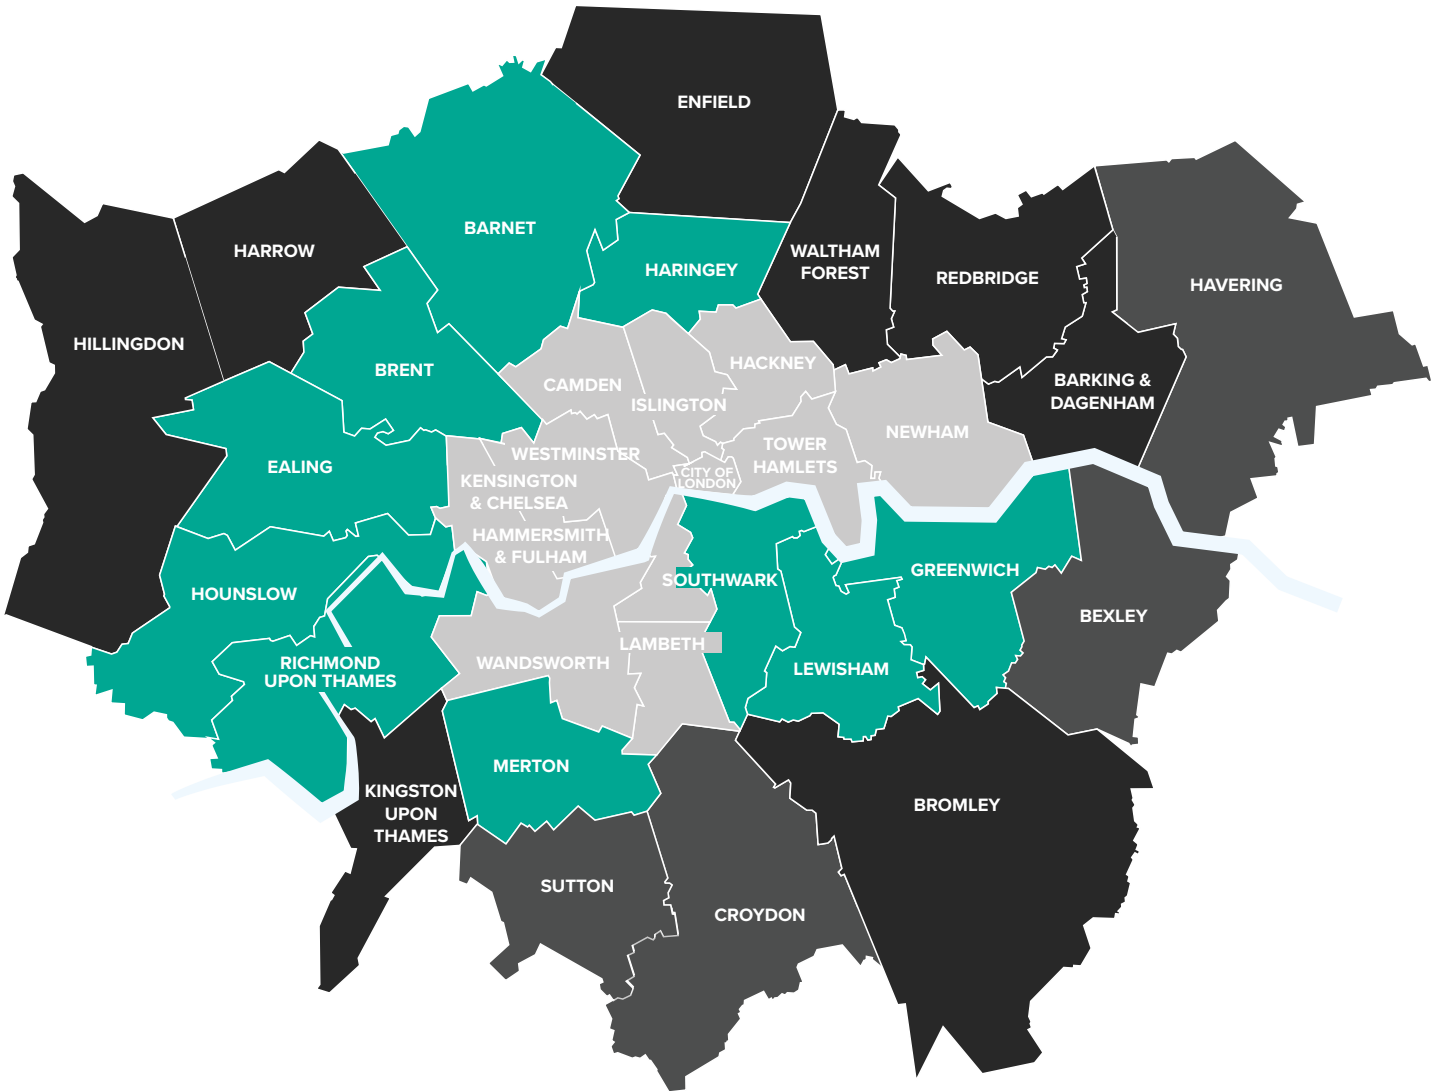 ENFIELD
BARNET
HARROW
HARINGEY
WALTHAM
FOREST
REDBRIDGE
HAVERING
HILLINGDON
BRENT
CAMDEN
HACKNEY
ISLINGTON
BARKING &
DAGENHAM
NEWHAM
TOWER
HAMLETS
WESTMINSTER
CITY OF
LONDON
EALING
KENSINGTON
& CHELSEA
HAMMERSMITH
& FULHAM
HOUNSLOW
SOUTHWARK
GREENWICH
BEXLEY
LAMBETH
WANDSWORTH
LEWISHAM
RICHMOND
UPON THAMES
MERTON
KINGSTON
UPON
THAMES
BROMLEY
SUTTON
CROYDON